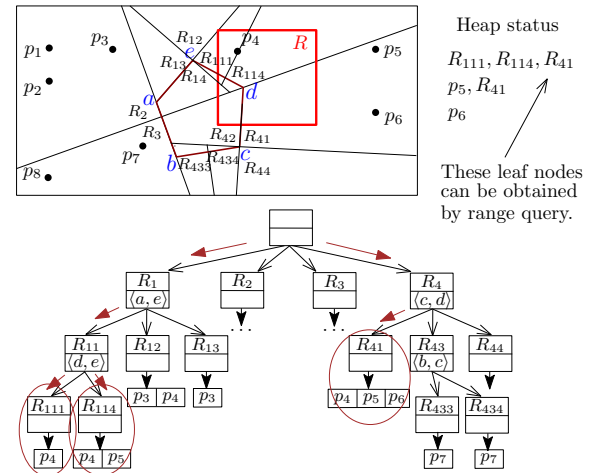 R₁₂
p₃
p₁
e
p₄
R
p₅
R₁₁₁
R₁₃
R₁₄
R₁₁₄
p₂
a
d
R₂
p₆
R₃
R₄₂
R₄₁
p₇
b
R₄₃₃
R₄₃₄
c
R₄₄
p₈
Heap status
R₁₁₁, R₁₁₄, R₄₁
p₅, R₄₁
p₆
These leaf nodes
can be obtained
by range query.
R₁ R₂ R₃ R₄
⟨a, e⟩ ⟨c, d⟩
... ...
R₁₁ R₁₂ R₁₃ R₄₁ R₄₃ R₄₄
⟨d, e⟩ ⟨b, c⟩
p₃ p₄ p₃ p₄ p₅ p₆
R₁₁₁ R₁₁₄ R₄₃₃ R₄₃₄
p₄ p₄ p₅ p₇ p₇